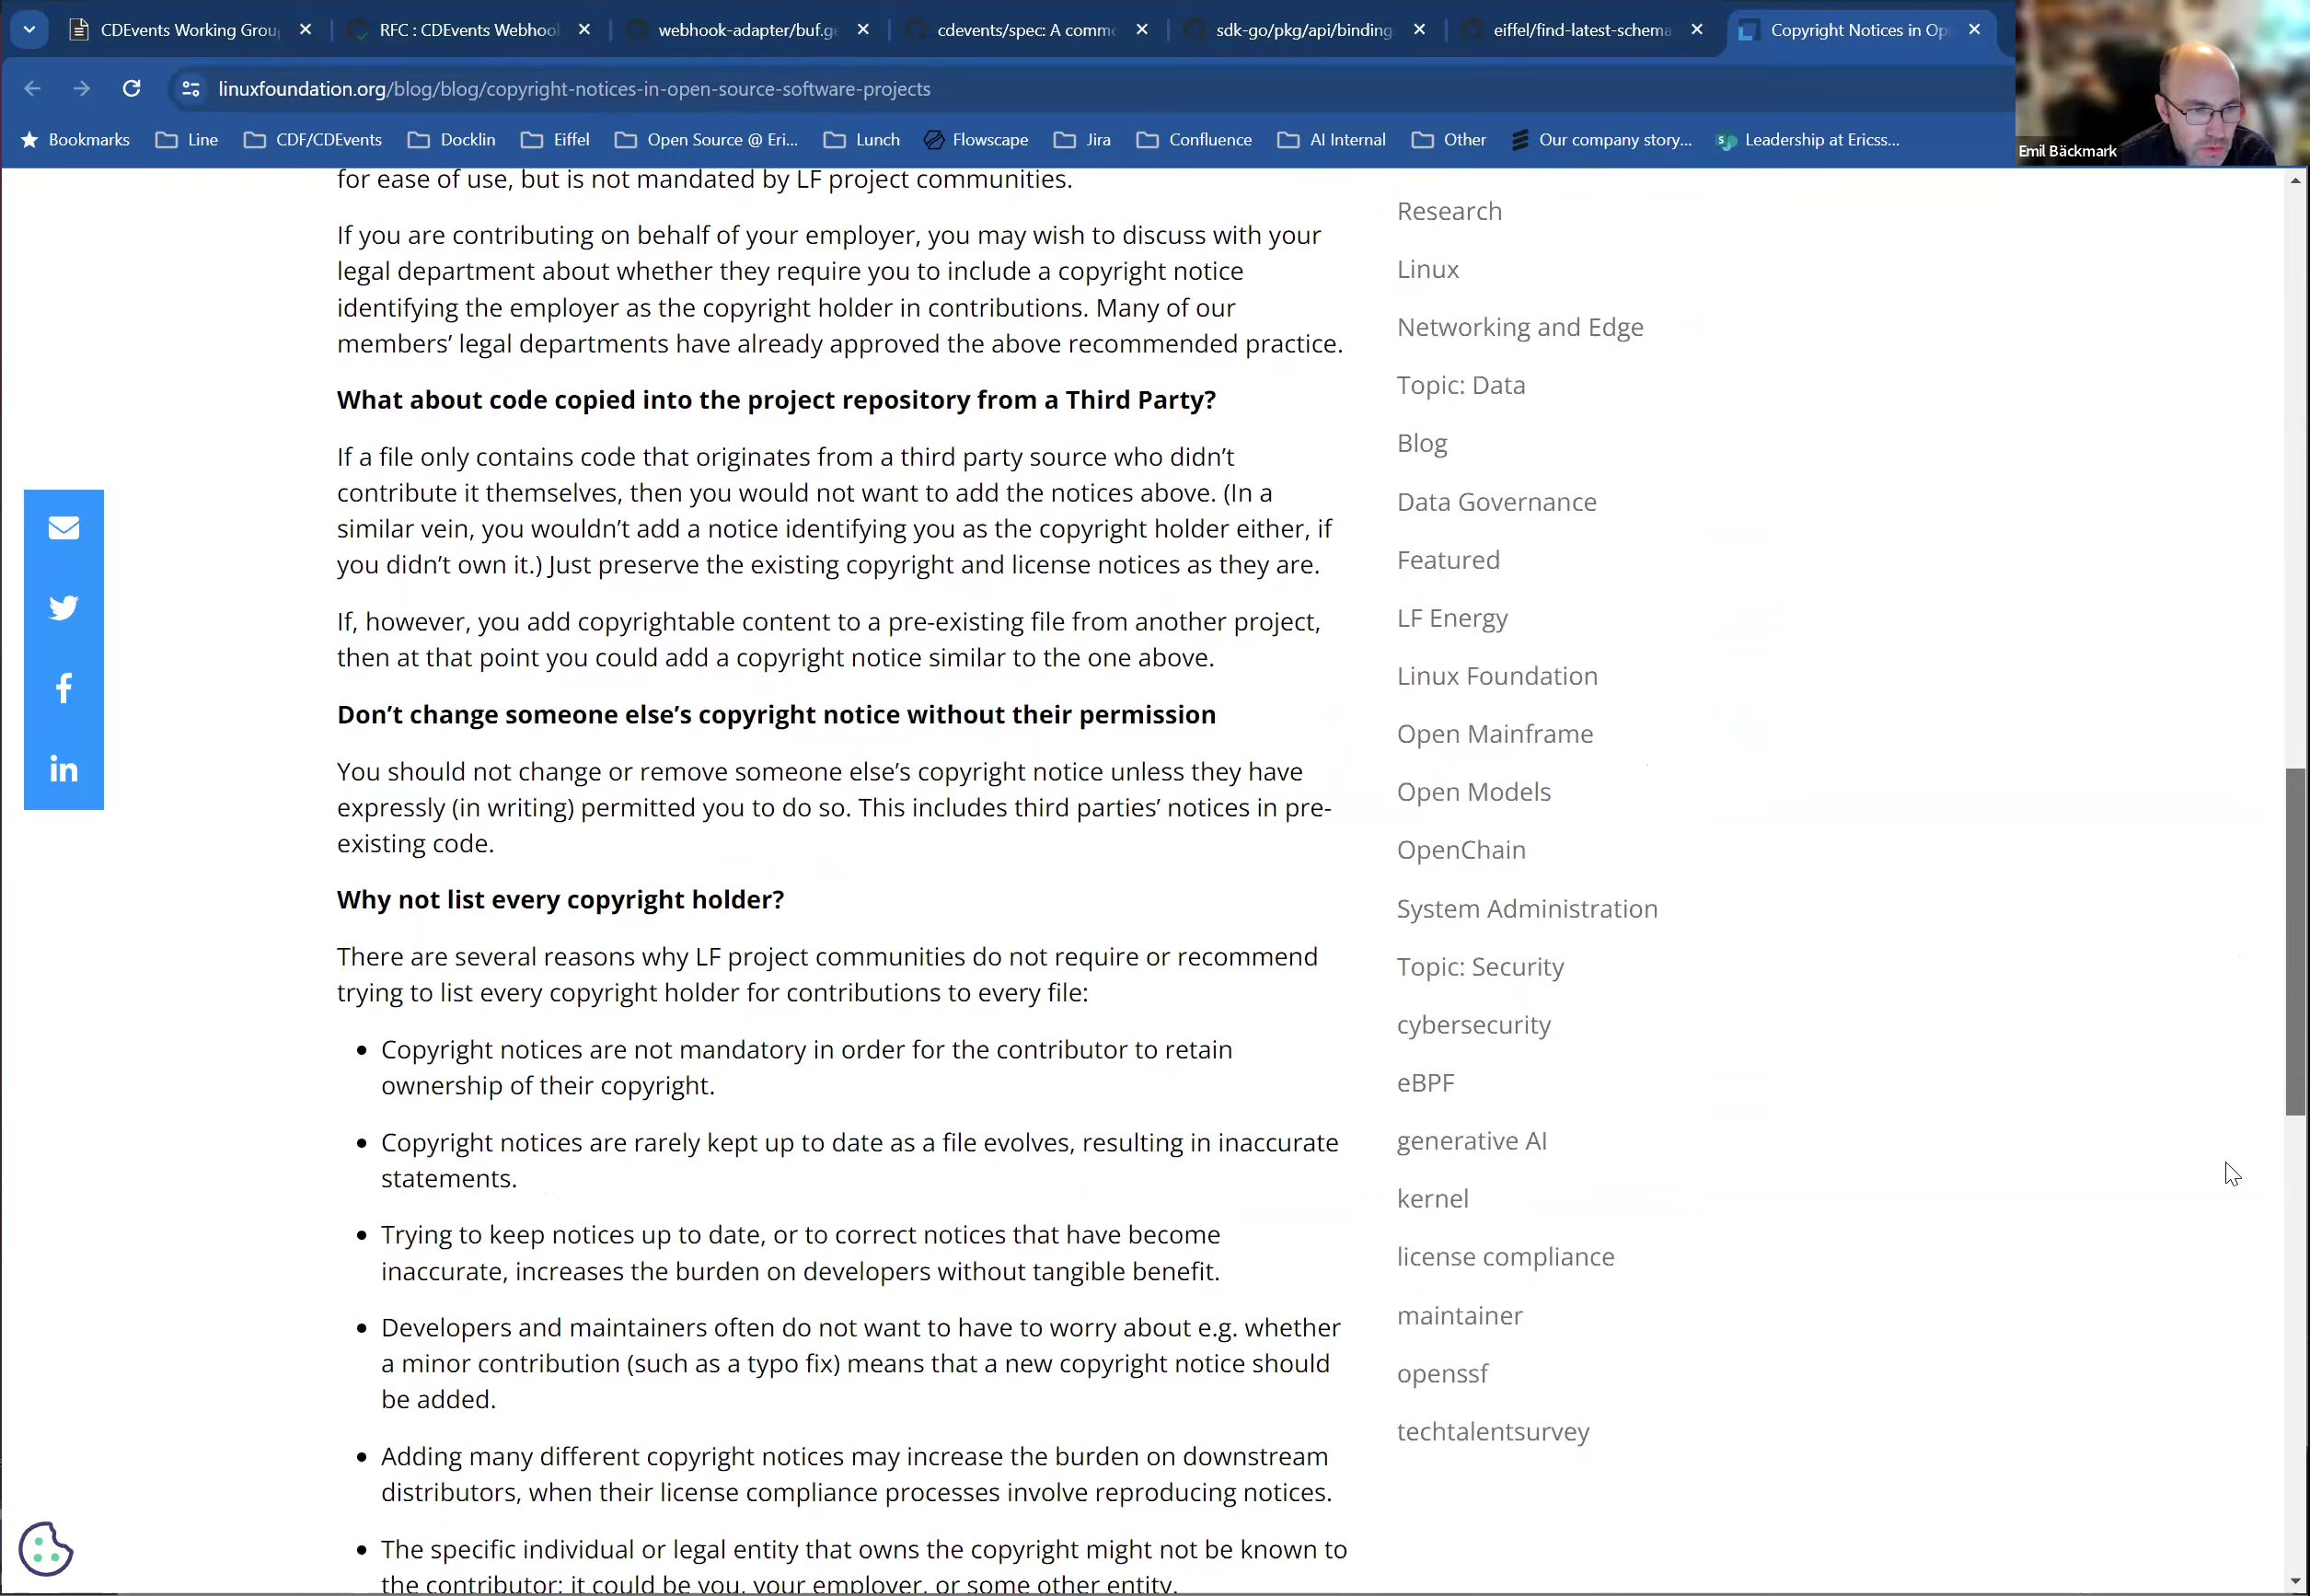 CDEvents Working Grou
RFC : CDEvents Webhoo
webhook-adapter/buf.ge
cdevents/spec: A commo
sdk-go/pkg/api/binding
eiffel/find-latest-schema
Copyright Notices in Op
linuxfoundation.org/blog/blog/copyright-notices-in-open-source-software-projects
Bookmarks
Line
CDF/CDEvents
Docklin
Eiffel
Open Source @ Eri...
Lunch
Flowscape
Jira
Confluence
AI Internal
Other
Our company story...
Leadership at Ericss...
Emil Bäckmark
for ease of use, but is not mandated by LF project communities.
If you are contributing on behalf of your employer, you may wish to discuss with your
legal department about whether they require you to include a copyright notice
identifying the employer as the copyright holder in contributions. Many of our
members’ legal departments have already approved the above recommended practice.
What about code copied into the project repository from a Third Party?
If a file only contains code that originates from a third party source who didn’t
contribute it themselves, then you would not want to add the notices above. (In a
similar vein, you wouldn’t add a notice identifying you as the copyright holder either, if
you didn’t own it.) Just preserve the existing copyright and license notices as they are.
If, however, you add copyrightable content to a pre-existing file from another project,
then at that point you could add a copyright notice similar to the one above.
Don’t change someone else’s copyright notice without their permission
You should not change or remove someone else’s copyright notice unless they have
expressly (in writing) permitted you to do so. This includes third parties’ notices in pre-
existing code.
Why not list every copyright holder?
There are several reasons why LF project communities do not require or recommend
trying to list every copyright holder for contributions to every file:
• Copyright notices are not mandatory in order for the contributor to retain
ownership of their copyright.
• Copyright notices are rarely kept up to date as a file evolves, resulting in inaccurate
statements.
• Trying to keep notices up to date, or to correct notices that have become
inaccurate, increases the burden on developers without tangible benefit.
• Developers and maintainers often do not want to have to worry about e.g. whether
a minor contribution (such as a typo fix) means that a new copyright notice should
be added.
• Adding many different copyright notices may increase the burden on downstream
distributors, when their license compliance processes involve reproducing notices.
• The specific individual or legal entity that owns the copyright might not be known to
the contributor; it could be you, your employer, or some other entity.
Research
Linux
Networking and Edge
Topic: Data
Blog
Data Governance
Featured
LF Energy
Linux Foundation
Open Mainframe
Open Models
OpenChain
System Administration
Topic: Security
cybersecurity
eBPF
generative AI
kernel
license compliance
maintainer
openssf
techtalentsurvey